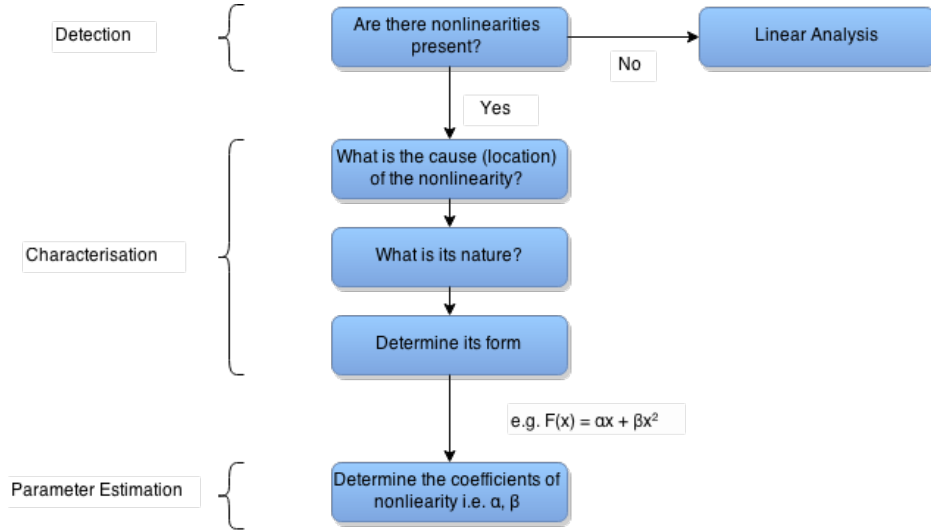 Detection
Are there nonlinearities
present?
Linear Analysis
No
Yes
What is the cause (location)
of the nonlinearity?
Characterisation
What is its nature?
Determine its form
e.g. F(x) = αx + βx²
Parameter Estimation
Determine the coefficients of
nonliearity i.e. α, β